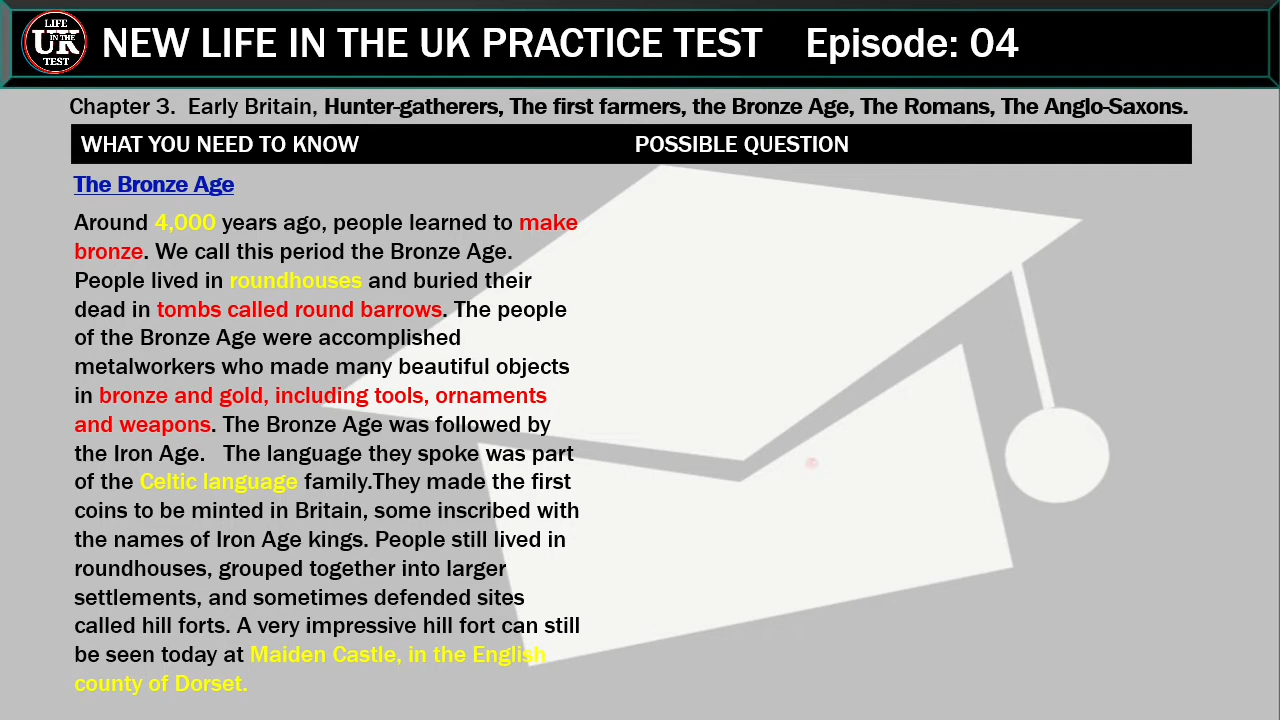 LIFE
IN THE
UK
TEST
NEW LIFE IN THE UK PRACTICE TEST Episode: 04
Chapter 3. Early Britain, Hunter-gatherers, The first farmers, the Bronze Age, The Romans, The Anglo-Saxons.
WHAT YOU NEED TO KNOW POSSIBLE QUESTION
The Bronze Age
Around 4,000 years ago, people learned to make
bronze. We call this period the Bronze Age.
People lived in roundhouses and buried their
dead in tombs called round barrows. The people
of the Bronze Age were accomplished
metalworkers who made many beautiful objects
in bronze and gold, including tools, ornaments
and weapons. The Bronze Age was followed by
the Iron Age. The language they spoke was part
of the Celtic language family.They made the first
coins to be minted in Britain, some inscribed with
the names of Iron Age kings. People still lived in
roundhouses, grouped together into larger
settlements, and sometimes defended sites
called hill forts. A very impressive hill fort can still
be seen today at Maiden Castle, in the English
county of Dorset.